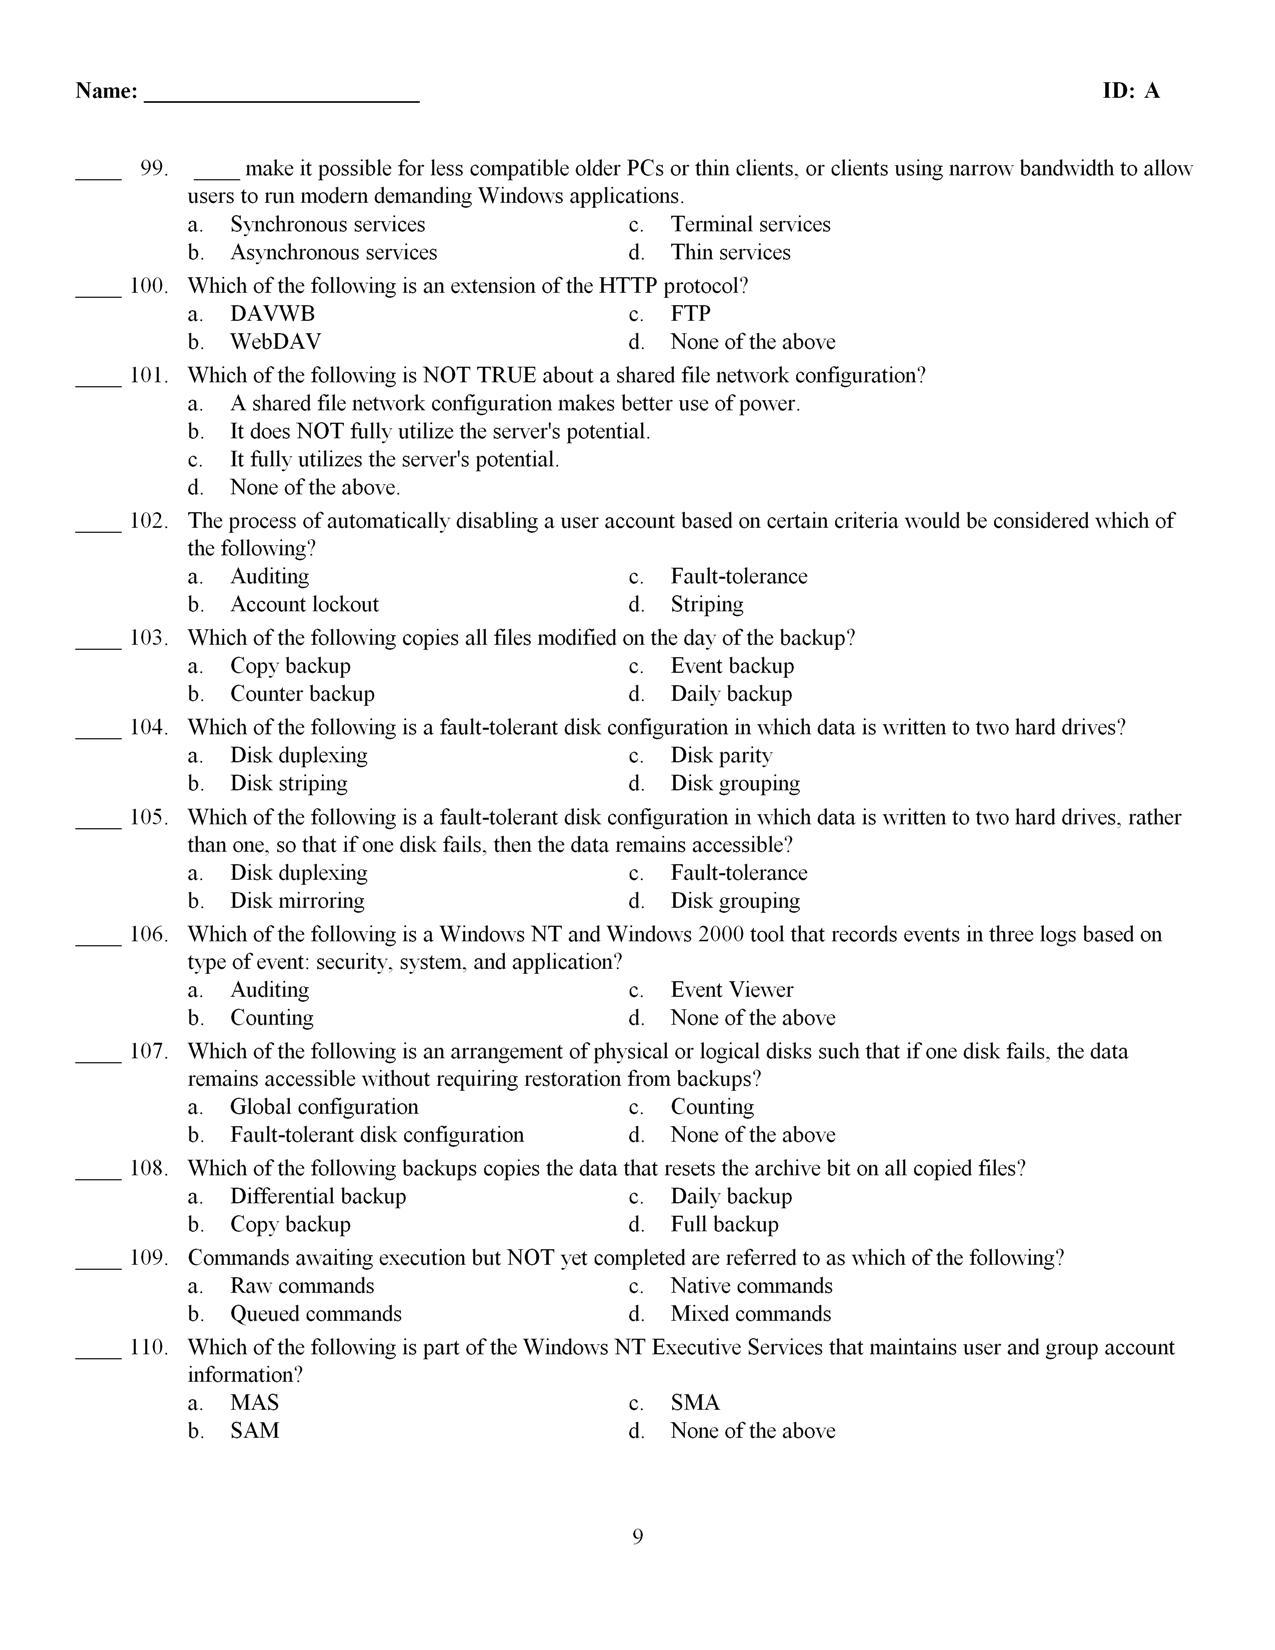 Name: _______________________ ID: A
____ 99. ____ make it possible for less compatible older PCs or thin clients, or clients using narrow bandwidth to allow
users to run modern demanding Windows applications.
a. Synchronous services c. Terminal services
b. Asynchronous services d. Thin services
____ 100. Which of the following is an extension of the HTTP protocol?
a. DAVWB c. FTP
b. WebDAV d. None of the above
____ 101. Which of the following is NOT TRUE about a shared file network configuration?
a. A shared file network configuration makes better use of power.
b. It does NOT fully utilize the server's potential.
c. It fully utilizes the server's potential.
d. None of the above.
____ 102. The process of automatically disabling a user account based on certain criteria would be considered which of
the following?
a. Auditing c. Fault-tolerance
b. Account lockout d. Striping
____ 103. Which of the following copies all files modified on the day of the backup?
a. Copy backup c. Event backup
b. Counter backup d. Daily backup
____ 104. Which of the following is a fault-tolerant disk configuration in which data is written to two hard drives?
a. Disk duplexing c. Disk parity
b. Disk striping d. Disk grouping
____ 105. Which of the following is a fault-tolerant disk configuration in which data is written to two hard drives, rather
than one, so that if one disk fails, then the data remains accessible?
a. Disk duplexing c. Fault-tolerance
b. Disk mirroring d. Disk grouping
____ 106. Which of the following is a Windows NT and Windows 2000 tool that records events in three logs based on
type of event: security, system, and application?
a. Auditing c. Event Viewer
b. Counting d. None of the above
____ 107. Which of the following is an arrangement of physical or logical disks such that if one disk fails, the data
remains accessible without requiring restoration from backups?
a. Global configuration c. Counting
b. Fault-tolerant disk configuration d. None of the above
____ 108. Which of the following backups copies the data that resets the archive bit on all copied files?
a. Differential backup c. Daily backup
b. Copy backup d. Full backup
____ 109. Commands awaiting execution but NOT yet completed are referred to as which of the following?
a. Raw commands c. Native commands
b. Queued commands d. Mixed commands
____ 110. Which of the following is part of the Windows NT Executive Services that maintains user and group account
information?
a. MAS c. SMA
b. SAM d. None of the above
9